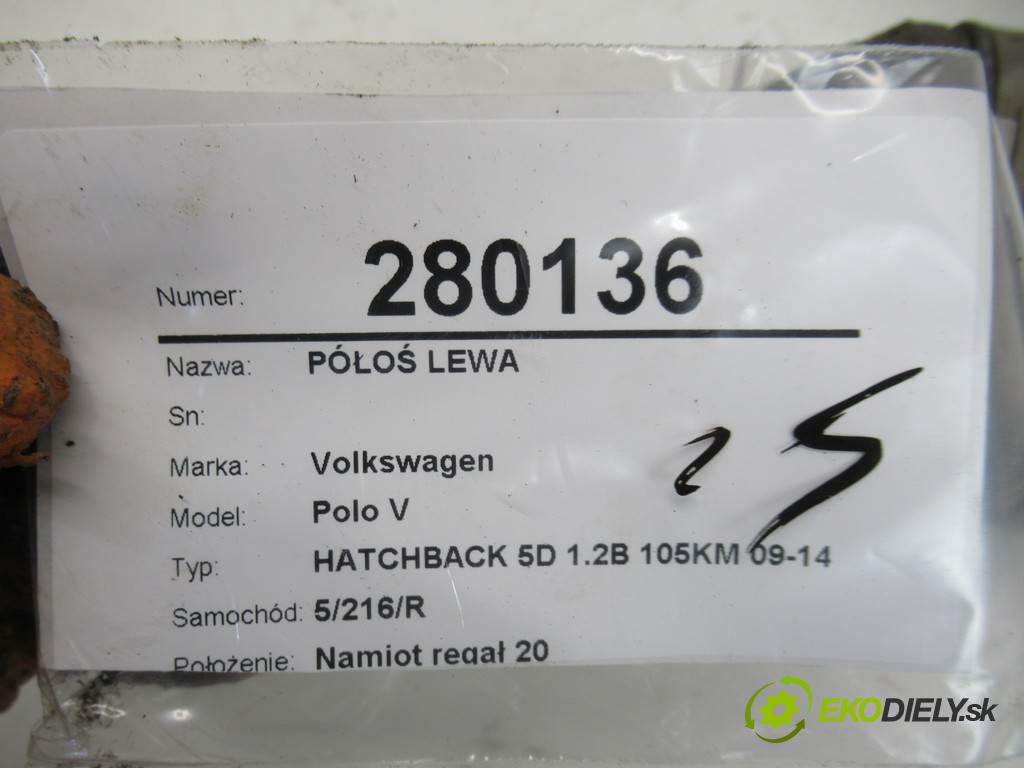 Numer: 280136
Nazwa: PÓŁOŚ LEWA
Sn:
Marka: Volkswagen
Model: Polo V
Typ: HATCHBACK 5D 1.2B 105KM 09-14
Samochód: 5/216/R
Położenie: Namiot regał 20
25
EKODIELY.sk